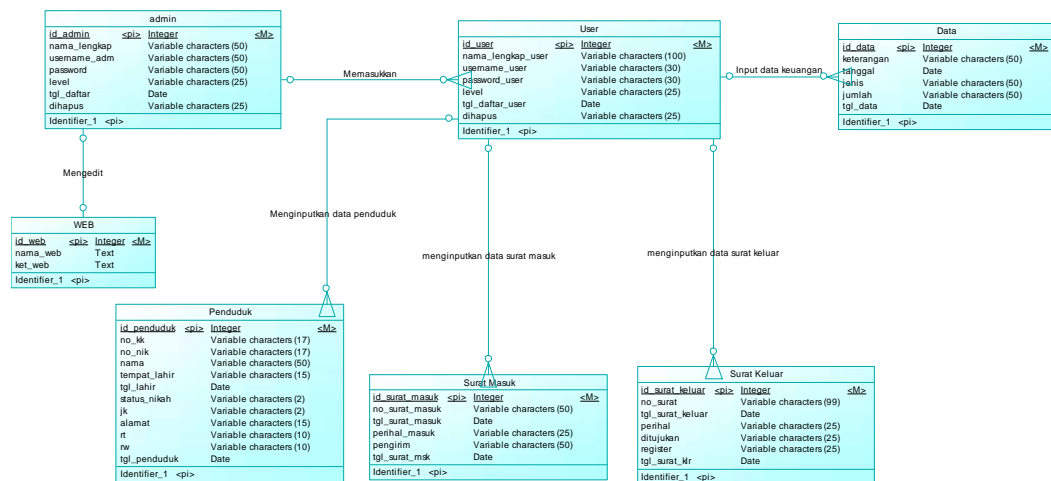 admin
id_admin <pi> Integer <M>
nama_lengkap Variable characters (50)
username_adm Variable characters (50)
password Variable characters (50)
level Variable characters (25)
tgl_daftar Date
dihapus Variable characters (25)
Identifier_1 <pi>
Memasukkan
User
id_user <pi> Integer <M>
nama_lengkap_user Variable characters (100)
username_user Variable characters (30)
password_user Variable characters (30)
level Variable characters (25)
tgl_daftar_user Date
dihapus Variable characters (25)
Identifier_1 <pi>
Input data keuangan
Data
id_data <pi> Integer <M>
keterangan Variable characters (50)
tanggal Date
jenis Variable characters (50)
jumlah Variable characters (50)
tgl_data Date
Identifier_1 <pi>
Mengedit
WEB
id_web <pi> Integer <M>
nama_web Text
ket_web Text
Identifier_1 <pi>
Menginputkan data penduduk
menginputkan data surat masuk
menginputkan data surat keluar
Penduduk
id_penduduk <pi> Integer <M>
no_kk Variable characters (17)
no_nik Variable characters (17)
nama Variable characters (50)
tempat_lahir Variable characters (15)
tgl_lahir Date
status_nikah Variable characters (2)
jk Variable characters (2)
alamat Variable characters (15)
rt Variable characters (10)
rw Variable characters (10)
tgl_penduduk Date
Identifier_1 <pi>
Surat Masuk
id_surat_masuk <pi> Integer <M>
no_surat_masuk Variable characters (50)
tgl_surat_masuk Date
perihal_masuk Variable characters (25)
pengirim Variable characters (50)
tgl_surat_msk Date
Identifier_1 <pi>
Surat Keluar
id_surat_keluar <pi> Integer <M>
no_surat Variable characters (99)
tgl_surat_keluar Date
perihal Variable characters (25)
ditujukan Variable characters (25)
register Variable characters (25)
tgl_surat_klr Date
Identifier_1 <pi>